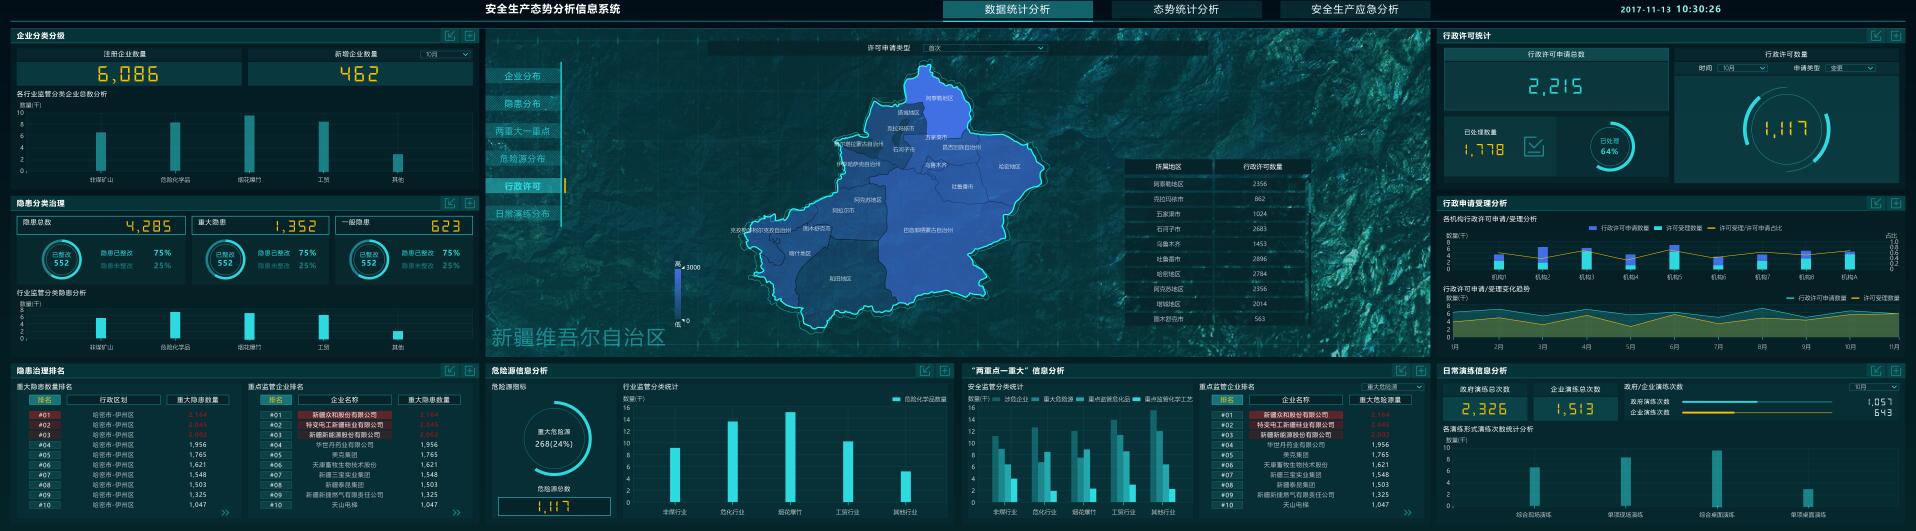 安全生产态势分析信息系统
数据统计分析
态势统计分析
安全生产应急分析
2017-11-13 10:30:26
企业分类分级
注册企业数量
新增企业数量
10月
6,086
462
各行业监管分类企业总数分析
数量(千)
10
8
6
4
2
0
非煤矿山
危险化学品
烟花爆竹
工贸
其他
隐患分类治理
隐患总数
4,285
重大隐患
1,352
一般隐患
623
已整改
552
隐患已整改 75%
隐患未整改 25%
已整改
552
隐患已整改 75%
隐患未整改 25%
已整改
552
隐患已整改 75%
隐患未整改 25%
行业监管分类隐患分析
数量(千)
8
6
4
2
0
非煤矿山
危险化学品
烟花爆竹
工贸
其他
隐患治理排名
重大隐患数量排名
排名 行政区划 重大隐患数量
#01 哈密市-伊州区 2,164
#02 哈密市-伊州区 2,045
#03 哈密市-伊州区 2,002
#04 哈密市-伊州区 1,956
#05 哈密市-伊州区 1,765
#06 哈密市-伊州区 1,621
#07 哈密市-伊州区 1,548
#08 哈密市-伊州区 1,503
#09 哈密市-伊州区 1,325
#10 哈密市-伊州区 1,047
重点监管企业排名
排名 企业名称 重大隐患数量
#01 新疆众和股份有限公司 2,164
#02 特变电工新疆硅业有限公司 2,045
#03 新疆新能源股份有限公司 2,002
#04 华世丹药业有限公司 1,956
#05 美克集团 1,765
#06 天康畜牧生物技术股份 1,621
#07 新疆三宝实业集团 1,548
#08 新疆泰昆集团 1,503
#09 新疆新捷燃气有限责任公司 1,325
#10 天山电梯 1,047
许可申请类型
首次
企业分布
隐患分布
两重大一重点
危险源分布
行政许可
日常演练分布
阿泰勒地区
塔城地区
克拉玛依市
五家渠市
石河子市
昌吉回族自治州
乌鲁木齐
哈密地区
吐鲁番市
阿克苏地区
阿拉尔市
图木舒克市
喀什地区
和田地区
巴音郭楞蒙古自治州
高
3000
0
低
新疆维吾尔自治区
所属地区 行政许可数量
阿泰勒地区 2356
克拉玛依市 862
五家渠市 1024
石河子市 2683
乌鲁木齐 1453
吐鲁番市 2896
哈密地区 2784
阿克苏地区 2356
塔城地区 2014
图木舒克市 563
危险源信息分析
危险源指标
重大危险源
268(24%)
危险源总数
1,117
行业监管分类统计
数量(千)
危险化学品数量
16
14
12
10
8
6
4
2
0
非煤行业
危化行业
烟花爆竹
工贸行业
其他行业
“两重点一重大”信息分析
安全监管分类统计
数量(千)
涉危企业
重大危险源
重点监管危化品
重点监管化学工艺
16
14
12
10
8
6
4
2
0
非煤行业
危化行业
烟花爆竹
工贸行业
其他行业
重点监管企业排名
重大危险源
排名 企业名称 重大危险源量
#01 新疆众和股份有限公司 2,164
#02 特变电工新疆硅业有限公司 2,045
#03 新疆新能源股份有限公司 2,002
#04 华世丹药业有限公司 1,956
#05 美克集团 1,765
#06 天康畜牧生物技术股份 1,621
#07 新疆三宝实业集团 1,548
#08 新疆泰昆集团 1,503
#09 新疆新捷燃气有限责任公司 1,325
#10 天山电梯 1,047
行政许可统计
行政许可申请总数
2,215
已处理数量
1,778
已处理
64%
行政许可数量
时间 10月
申请类型 变更
1,117
行政申请受理分析
各机构行政许可申请/受理分析
行政许可申请数量
许可受理数量
许可受理/许可申请占比
数量(千)
占比
8
6
4
2
0
1.0
0.8
0.6
0.4
0.2
0
机构1
机构2
机构3
机构4
机构5
机构6
机构7
机构8
机构A
行政许可申请/受理变化趋势
行政许可申请数量
许可受理数量
数量(千)
8
6
4
2
0
1月
2月
3月
4月
5月
6月
7月
8月
9月
10月
11月
日常演练信息分析
政府演练总次数
2,326
企业演练总次数
1,513
政府/企业演练次数
10月
政府演练次数 1,057
企业演练次数 643
各演练形式演练次数统计分析
数量(千)
10
8
6
4
2
0
综合现场演练
单项现场演练
综合桌面演练
单项桌面演练